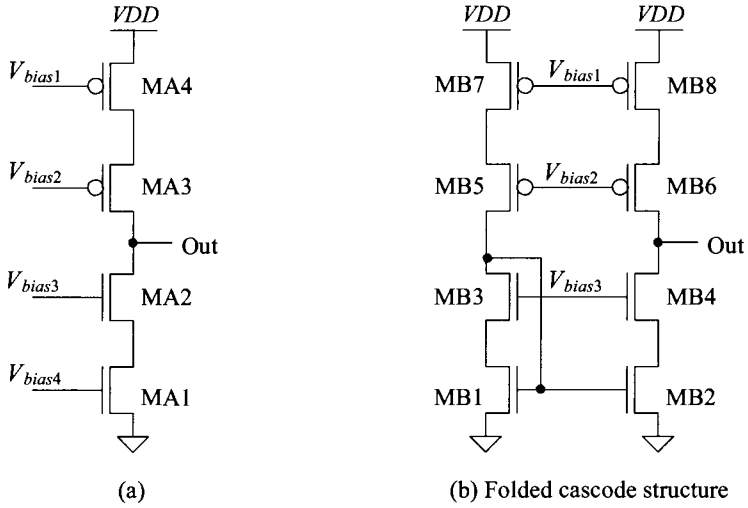 VDD
VDD
VDD
Vbias1
MA4
MB7
Vbias1
MB8
Vbias2
MA3
MB5
Vbias2
MB6
Out
Out
Vbias3
MA2
MB3
Vbias3
MB4
Vbias4
MA1
MB1
MB2
(a)
(b) Folded cascode structure